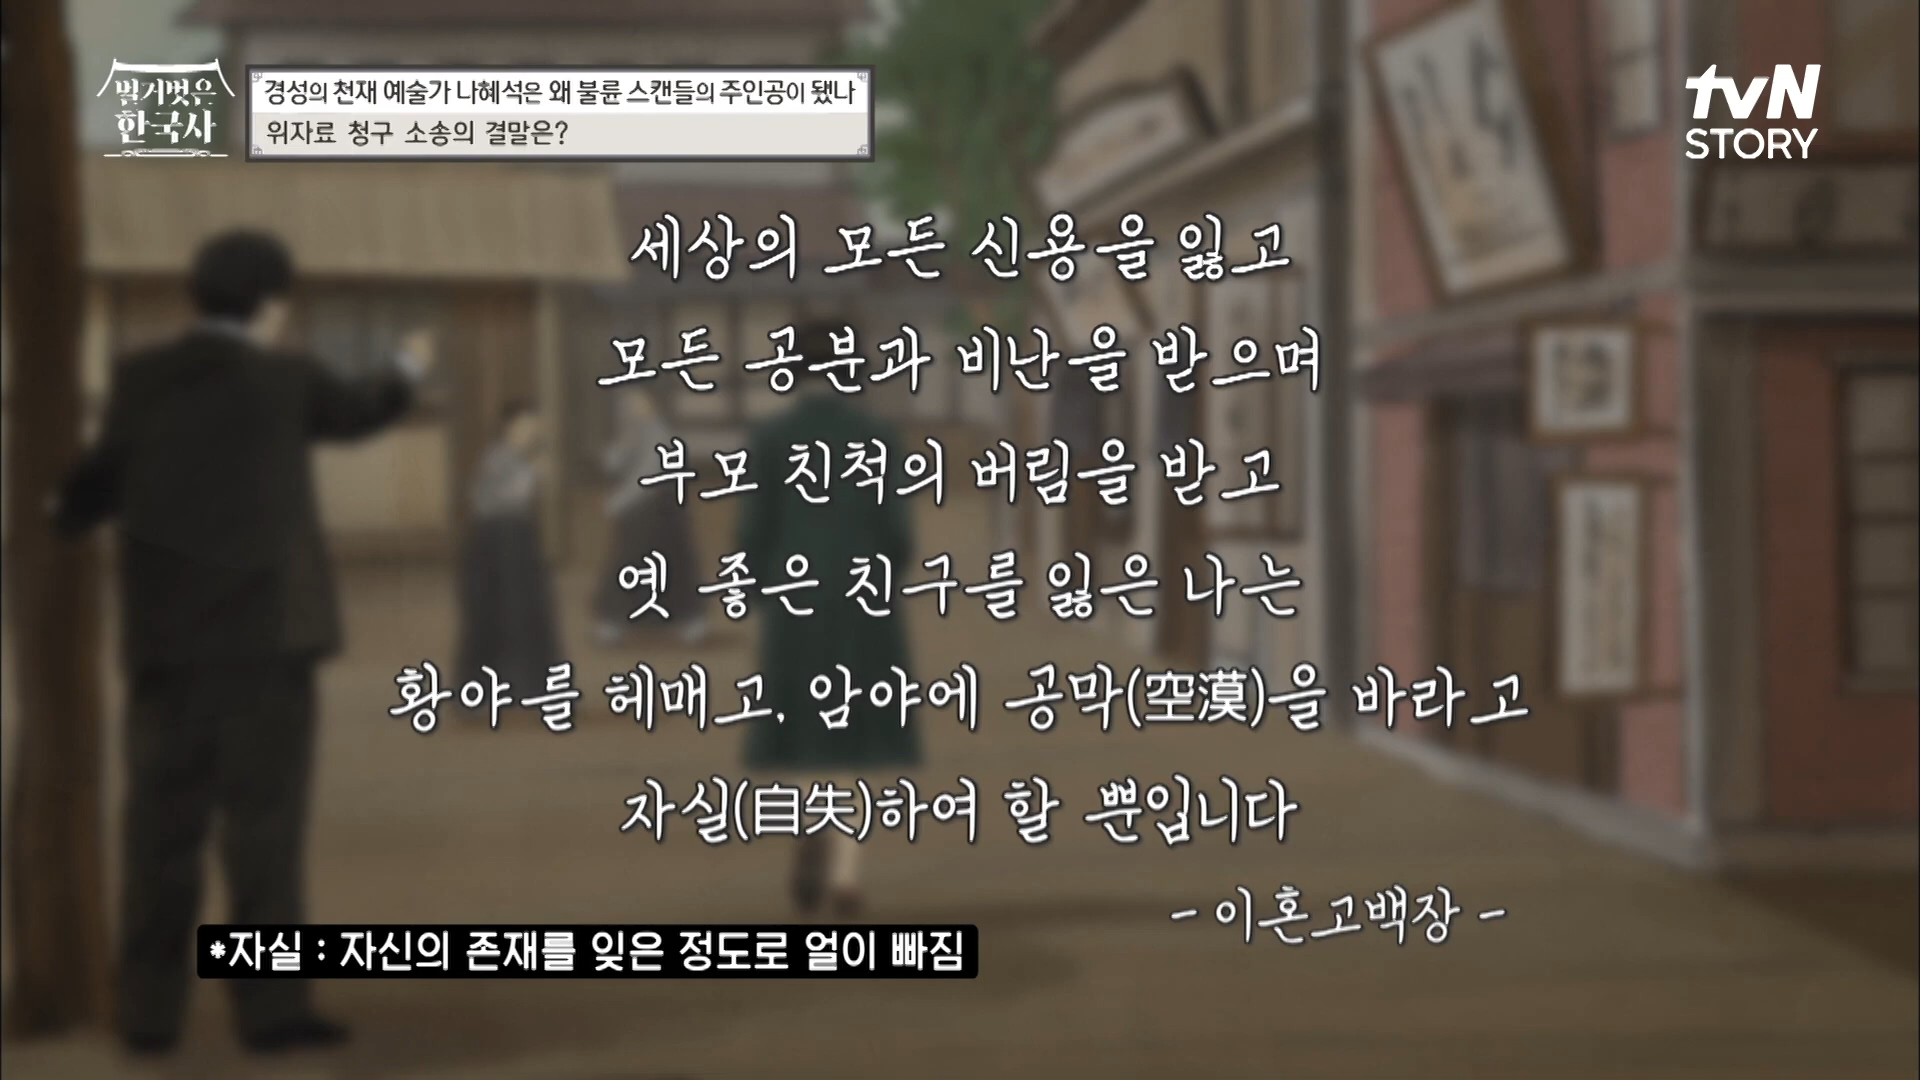 벌거벗은
한국사
경성의 천재 예술가 나혜석은 왜 불륜 스캔들의 주인공이 됐나
위자료 청구 소송의 결말은?
tvN
STORY
세상의 모든 신용을 잃고
모든 공분과 비난을 받으며
부모 친척의 버림을 받고
옛 좋은 친구를 잃은 나는
황야를 헤매고, 암야에 공막(空漠)을 바라고
자실(自失)하여 할 뿐입니다
- 이혼고백장 -
*자실 : 자신의 존재를 잊은 정도로 얼이 빠짐